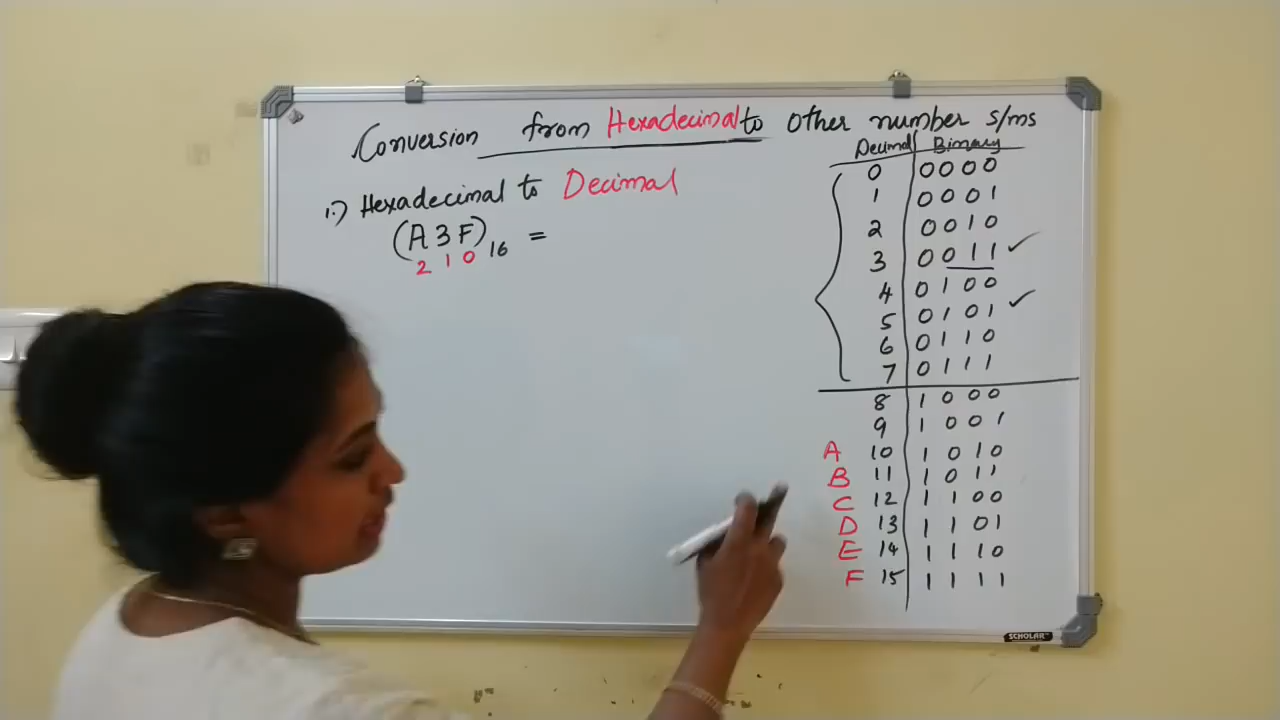 Conversion from Hexadecimal to other number s/ms
1.) Hexadecimal to Decimal
(A 3 F)16 =
2 1 0
Decimal Binary
0 0000
1 0001
2 0010
3 0011 ✓
4 0100
5 0101 ✓
6 0110
7 0111
8 1000
9 1001
A 10 1010
B 11 1011
C 12 1100
D 13 1101
E 14 1110
F 15 1111
SCHOLAR